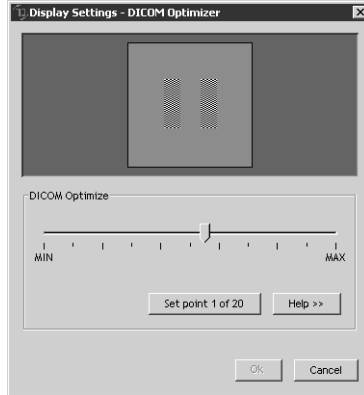 Display Settings - DICOM Optimizer
DICOM Optimize
MIN MAX
Set point 1 of 20 Help >>
Ok Cancel